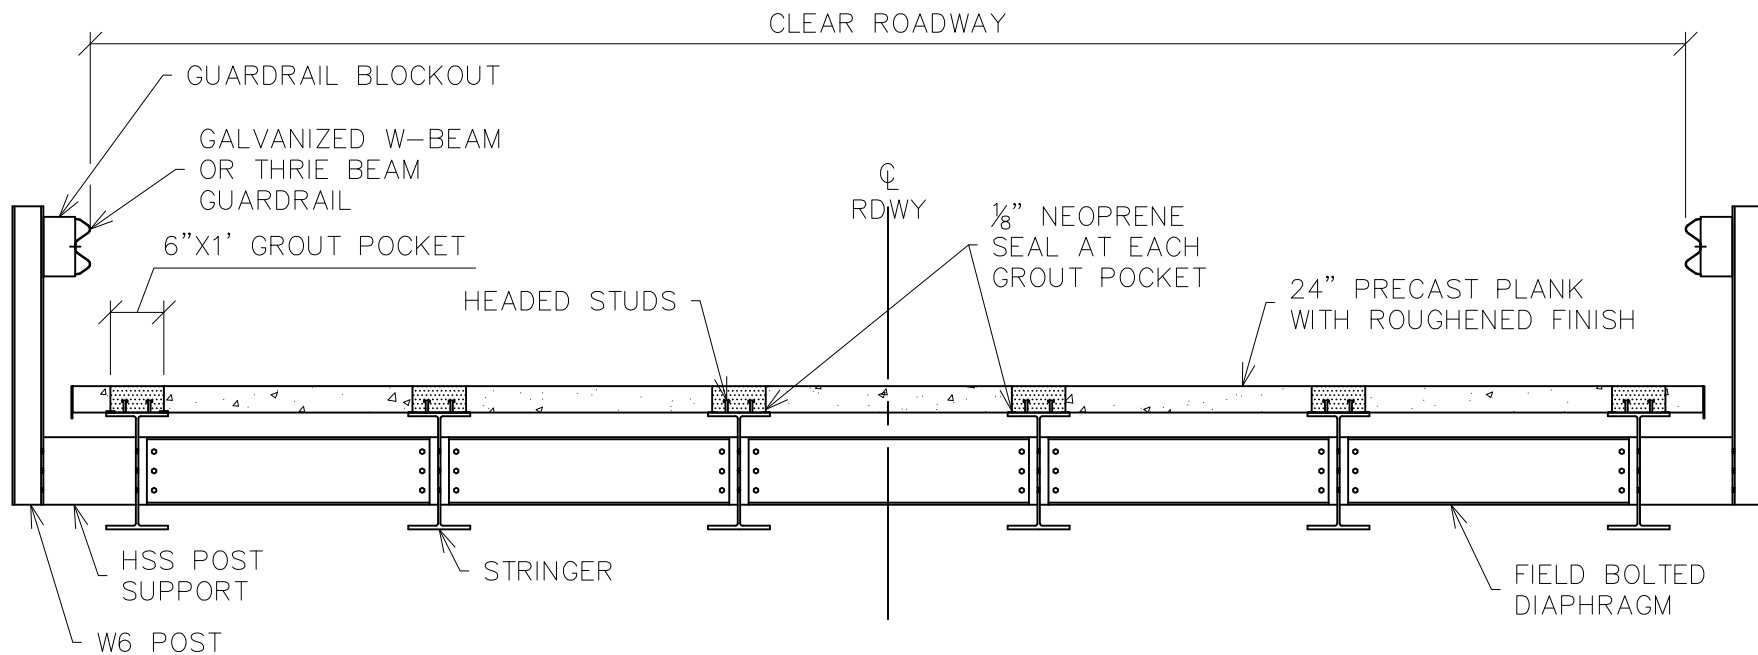 CLEAR ROADWAY
GUARDRAIL BLOCKOUT
GALVANIZED W-BEAM
OR THRIE BEAM
GUARDRAIL
6"X1' GROUT POCKET
HEADED STUDS
℄
RDWY
⅛" NEOPRENE
SEAL AT EACH
GROUT POCKET
24" PRECAST PLANK
WITH ROUGHENED FINISH
HSS POST
SUPPORT
W6 POST
STRINGER
FIELD BOLTED
DIAPHRAGM